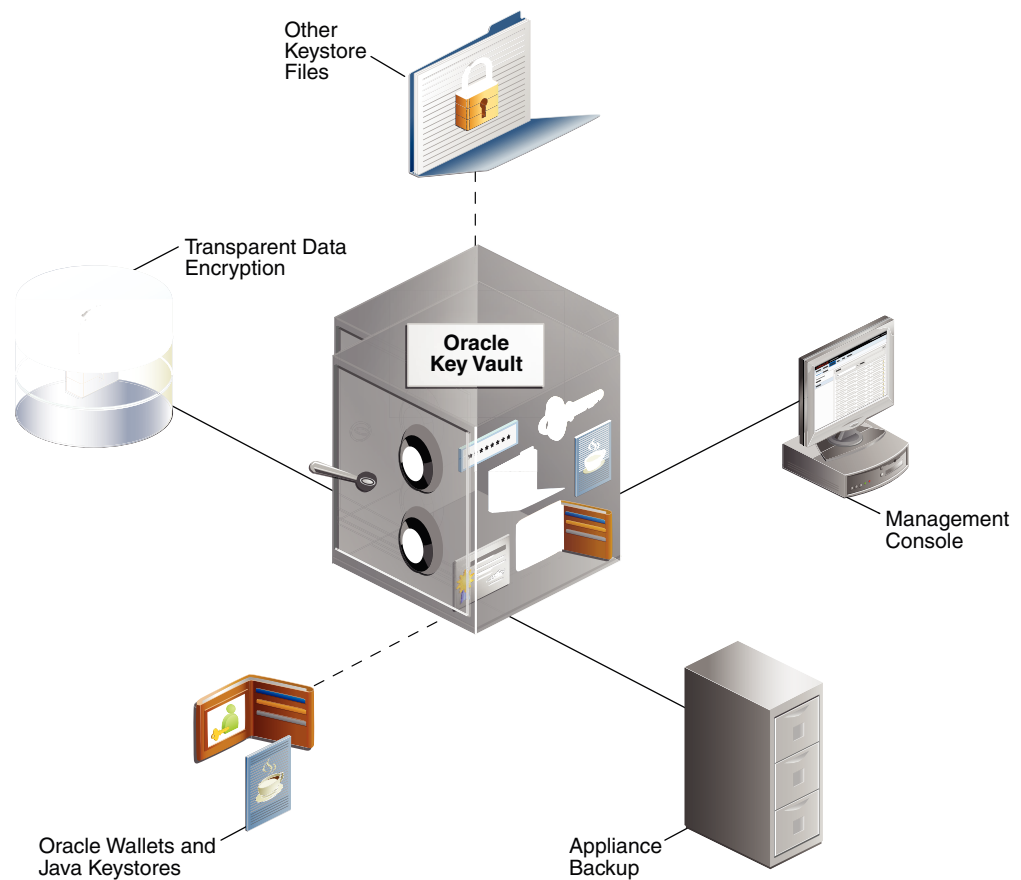 Other
Keystore
Files
Transparent Data
Encryption
Oracle
Key Vault
Management
Console
Oracle Wallets and
Java Keystores
Appliance
Backup